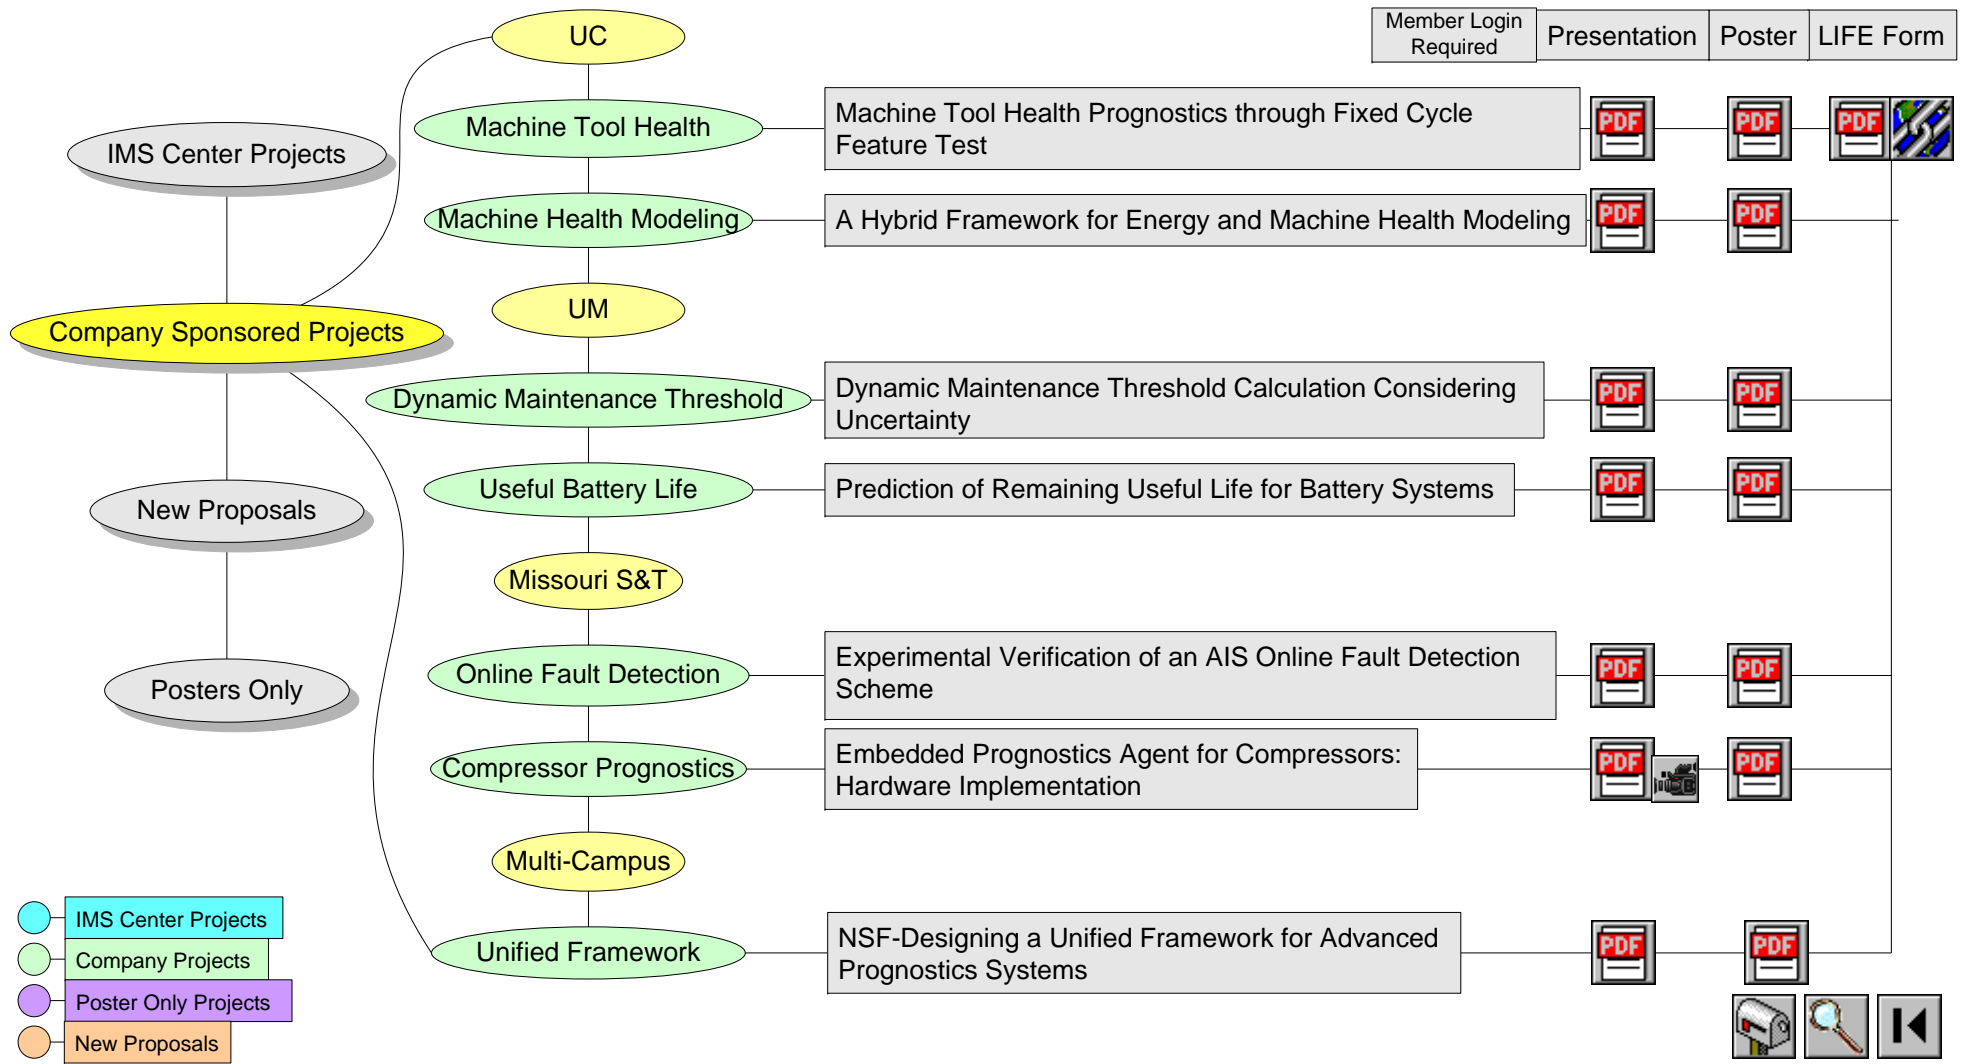 UC
Member Login
Required
Presentation
Poster
LIFE Form
IMS Center Projects
Machine Tool Health
Machine Tool Health Prognostics through Fixed Cycle
Feature Test
PDF
PDF
PDF
Machine Health Modeling
A Hybrid Framework for Energy and Machine Health Modeling
PDF
PDF
UM
Company Sponsored Projects
Dynamic Maintenance Threshold
Dynamic Maintenance Threshold Calculation Considering
Uncertainty
PDF
PDF
Useful Battery Life
Prediction of Remaining Useful Life for Battery Systems
PDF
PDF
New Proposals
Missouri S&T
Online Fault Detection
Experimental Verification of an AIS Online Fault Detection
Scheme
PDF
PDF
Posters Only
Compressor Prognostics
Embedded Prognostics Agent for Compressors:
Hardware Implementation
PDF
PDF
Multi-Campus
Unified Framework
NSF-Designing a Unified Framework for Advanced
Prognostics Systems
PDF
PDF
IMS Center Projects
Company Projects
Poster Only Projects
New Proposals